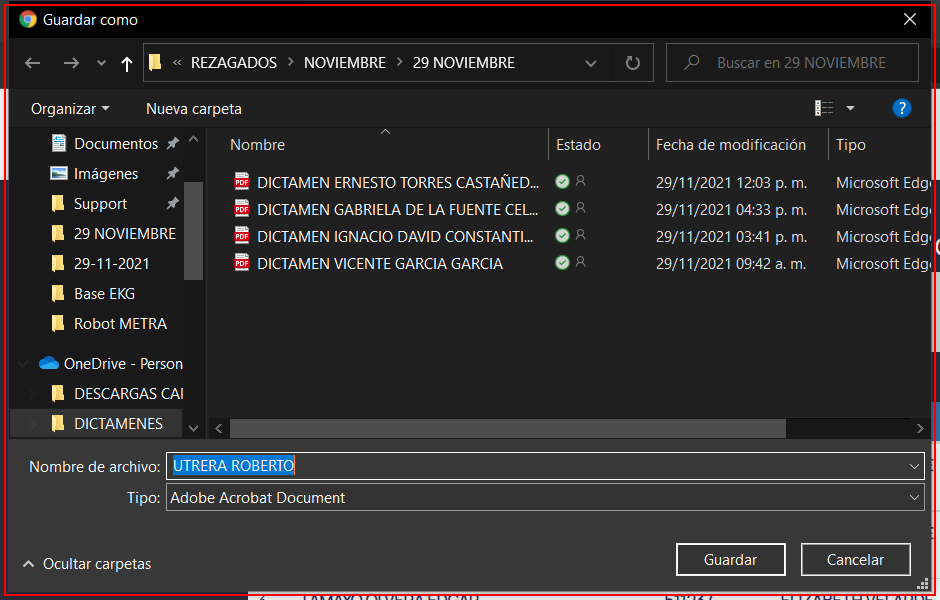 Guardar como
« REZAGADOS > NOVIEMBRE > 29 NOVIEMBRE
Buscar en 29 NOVIEMBRE
Organizar
Nueva carpeta
?
Documentos
Imágenes
Support
29 NOVIEMBRE
29-11-2021
Base EKG
Robot METRA
OneDrive - Person
DESCARGAS CAI
DICTAMENES
Nombre Estado Fecha de modificación Tipo
PDF DICTAMEN ERNESTO TORRES CASTAÑED... 29/11/2021 12:03 p. m. Microsoft Edge
PDF DICTAMEN GABRIELA DE LA FUENTE CEL... 29/11/2021 04:33 p. m. Microsoft Edge
PDF DICTAMEN IGNACIO DAVID CONSTANTI... 29/11/2021 03:41 p. m. Microsoft Edge
PDF DICTAMEN VICENTE GARCIA GARCIA 29/11/2021 09:42 a. m. Microsoft Edge
Nombre de archivo: UTRERA ROBERTO
Tipo: Adobe Acrobat Document
Ocultar carpetas
Guardar
Cancelar